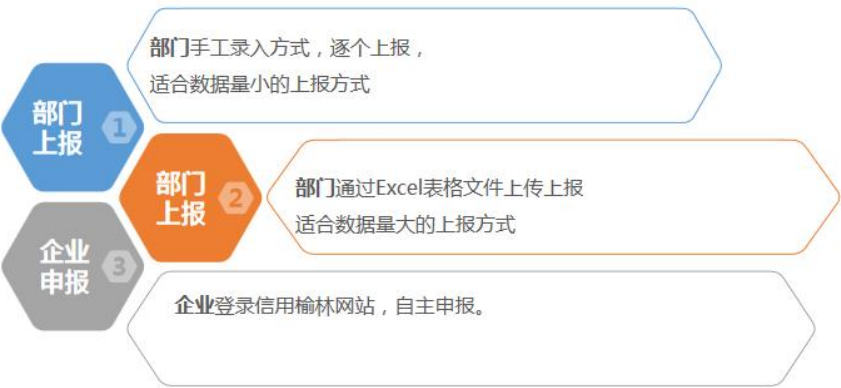 部门手工录入方式，逐个上报，
适合数据量小的上报方式
部门
上报
1
部门
上报
2
部门通过Excel表格文件上传上报
适合数据量大的上报方式
企业
申报
3
企业登录信用榆林网站，自主申报。